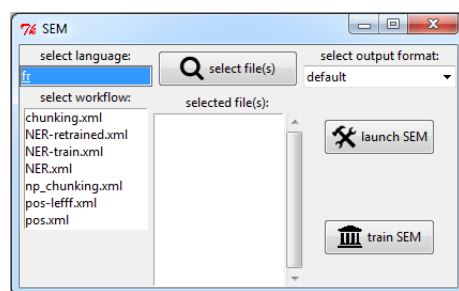 SEM
select language:
fr
select workflow:
chunking.xml
NER-retrained.xml
NER-train.xml
NER.xml
np_chunking.xml
pos-lefff.xml
pos.xml
select file(s)
selected file(s):
select output format:
default
launch SEM
train SEM